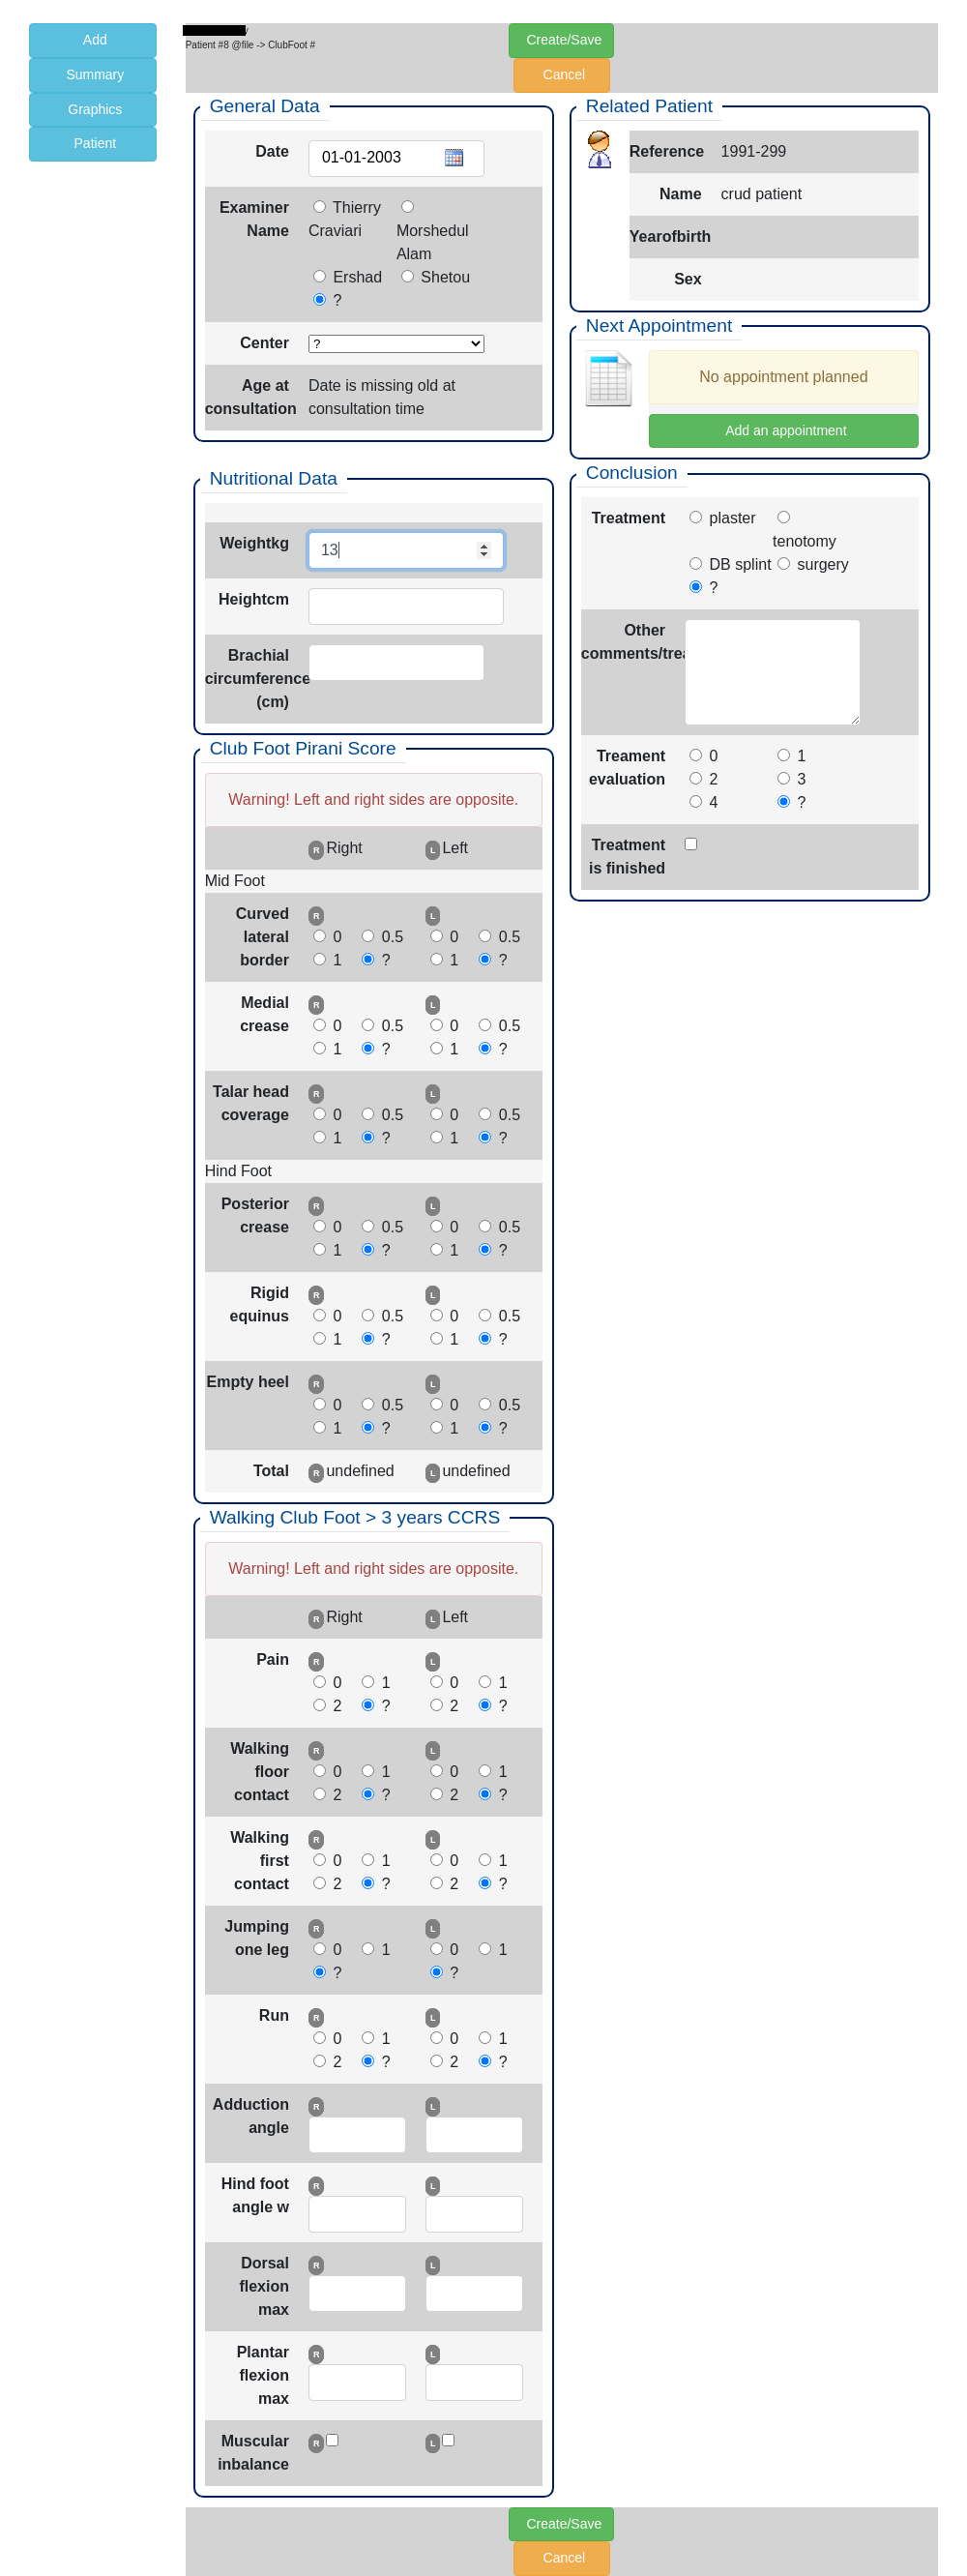 Add
Summary
Graphics
Patient
Patient #8 @file -> ClubFoot #
Create/Save
Cancel
General Data
Date 01-01-2003
Examiner Name
Thierry Craviari
Morshedul Alam
Ershad
Shetou
?
Center ?
Age at consultation
Date is missing old at
consultation time
Nutritional Data
Weightkg 13
Heightcm
Brachial
circumference
(cm)
Club Foot Pirani Score
Warning! Left and right sides are opposite.
R Right L Left
Mid Foot
Curved
lateral
border
R L
0 0.5 0 0.5
1 ? 1 ?
Medial
crease
R L
0 0.5 0 0.5
1 ? 1 ?
Talar head
coverage
R L
0 0.5 0 0.5
1 ? 1 ?
Hind Foot
Posterior
crease
R L
0 0.5 0 0.5
1 ? 1 ?
Rigid
equinus
R L
0 0.5 0 0.5
1 ? 1 ?
Empty heel
R L
0 0.5 0 0.5
1 ? 1 ?
Total R undefined L undefined
Walking Club Foot > 3 years CCRS
Warning! Left and right sides are opposite.
R Right L Left
Pain
R L
0 1 0 1
2 ? 2 ?
Walking
floor
contact
R L
0 1 0 1
2 ? 2 ?
Walking
first
contact
R L
0 1 0 1
2 ? 2 ?
Jumping
one leg
R L
0 1 0 1
? ?
Run
R L
0 1 0 1
2 ? 2 ?
Adduction
angle
R L
Hind foot
angle w
R L
Dorsal
flexion
max
R L
Plantar
flexion
max
R L
Muscular
inbalance
R L
Related Patient
Reference 1991-299
Name crud patient
Yearofbirth
Sex
Next Appointment
No appointment planned
Add an appointment
Conclusion
Treatment
plaster
tenotomy
DB splint surgery
?
Other
comments/trea
Treament
evaluation
0 1
2 3
4 ?
Treatment
is finished
Create/Save
Cancel